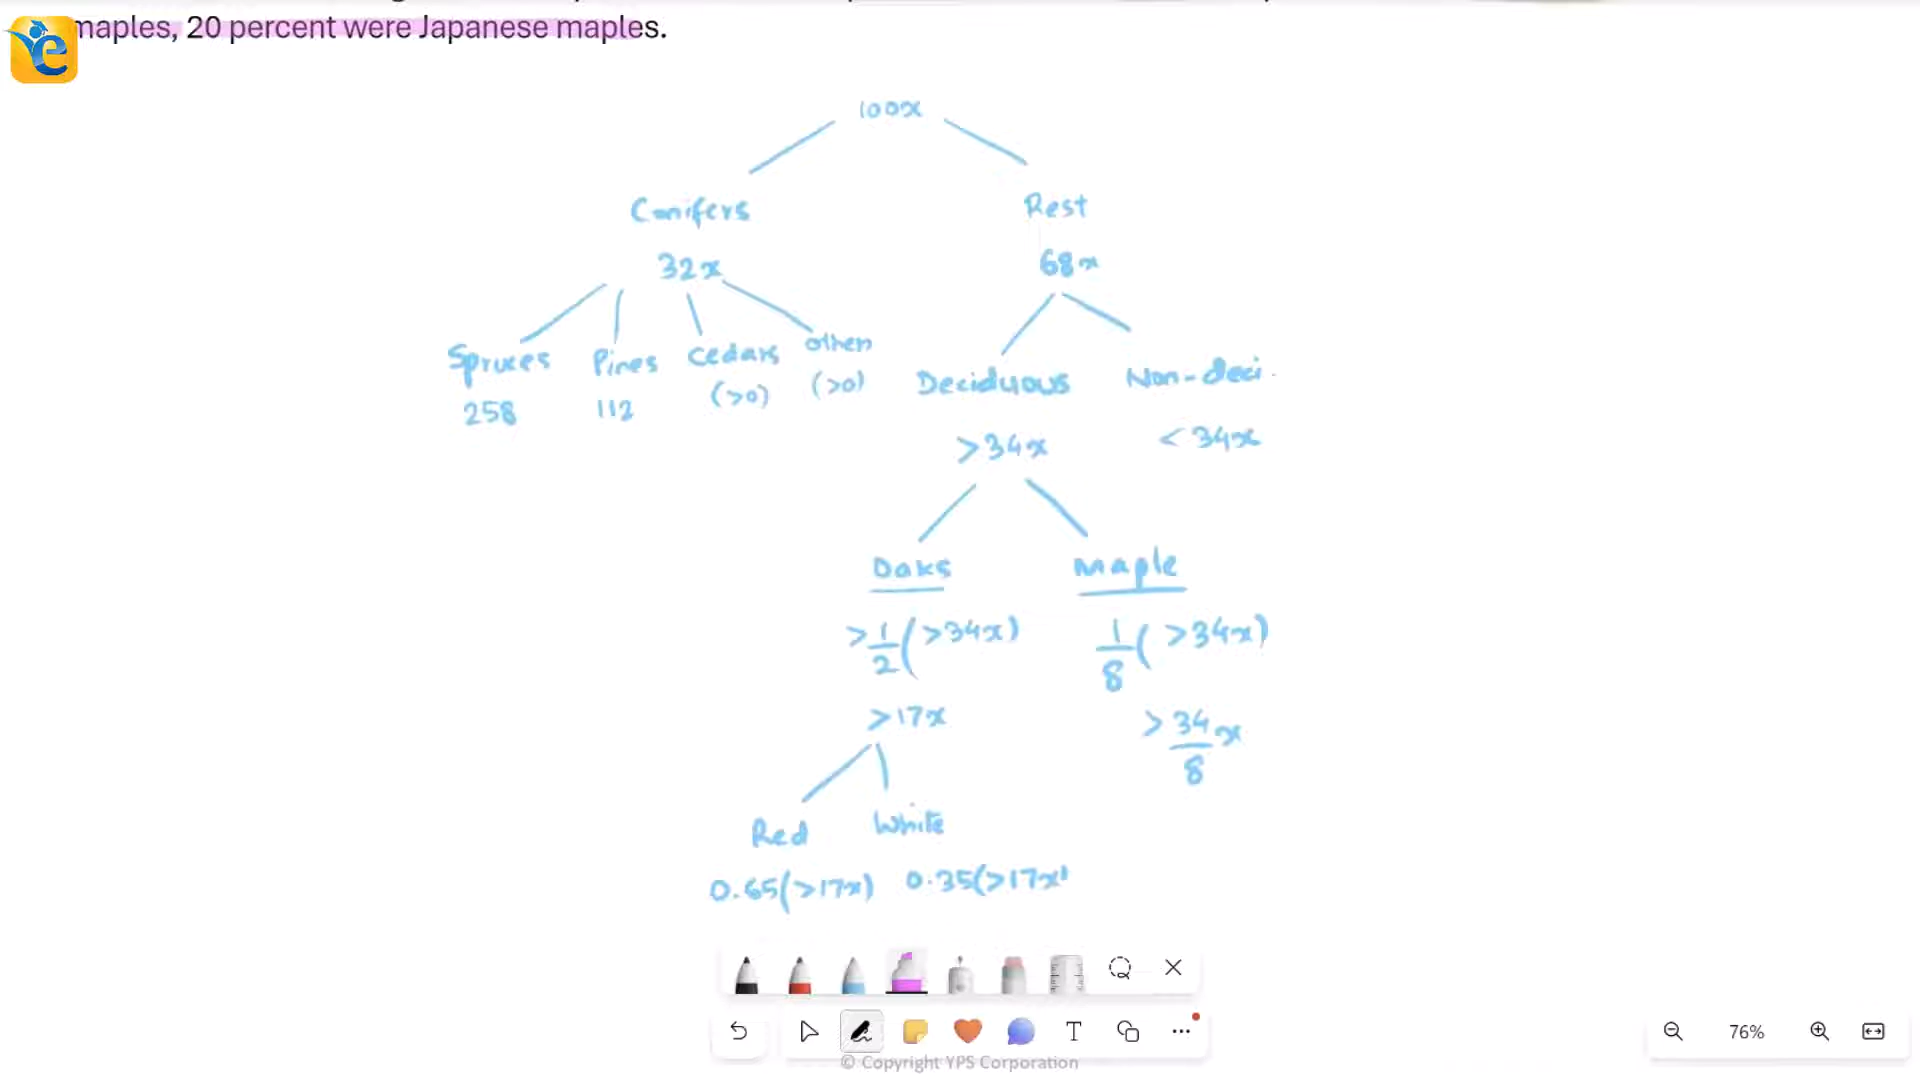 maples, 20 percent were Japanese maples.
100x
Conifers
Rest
32x
68x
Spruces Pines Cedars others
258 112 (>0) (>0)
Deciduous Non-deci.
>34x <34x
Oaks Maple
>1/2(>34x) 1/8(>34x)
>17x >34/8x
Red White
0.65(>17x) 0.35(>17x)
T
76%
© Copyright YPS Corporation